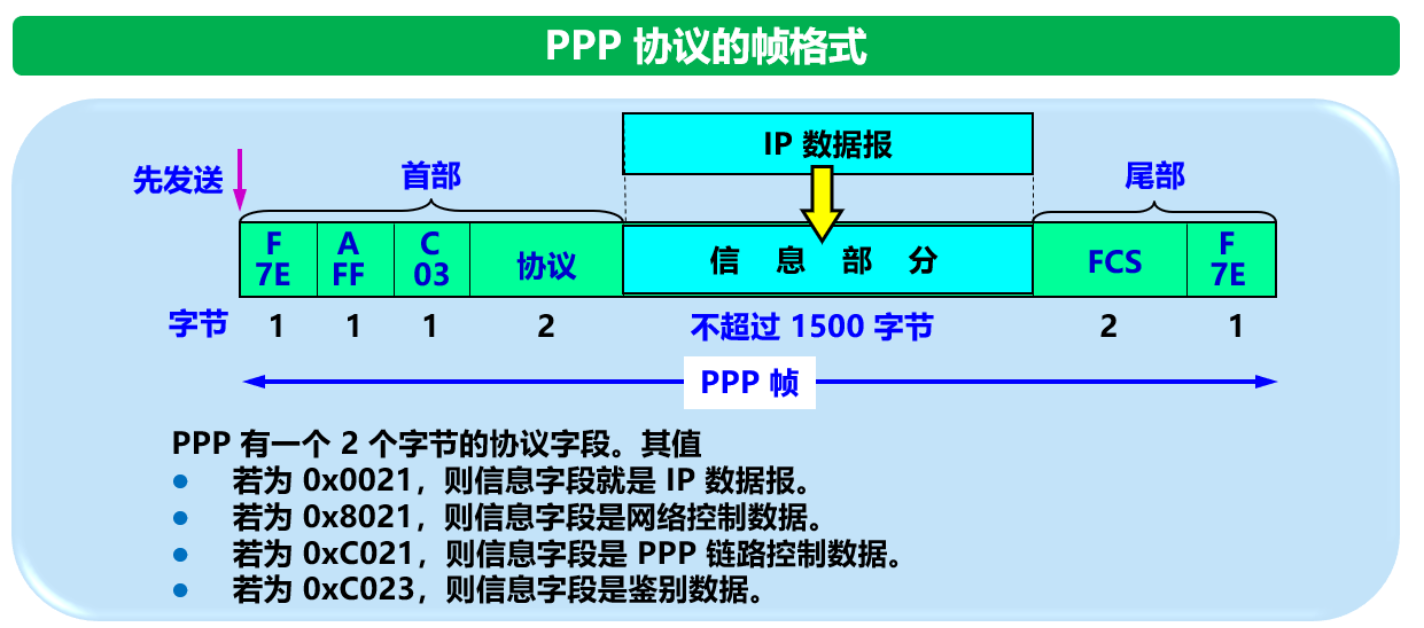 PPP 协议的帧格式
IP 数据报
先发送
首部
尾部
F
7E
A
FF
C
03
协议
信 息 部 分
FCS
F
7E
字节
1
1
1
2
不超过 1500 字节
2
1
PPP 帧
PPP 有一个 2 个字节的协议字段。其值
● 若为 0x0021，则信息字段就是 IP 数据报。
● 若为 0x8021，则信息字段是网络控制数据。
● 若为 0xC021，则信息字段是 PPP 链路控制数据。
● 若为 0xC023，则信息字段是鉴别数据。